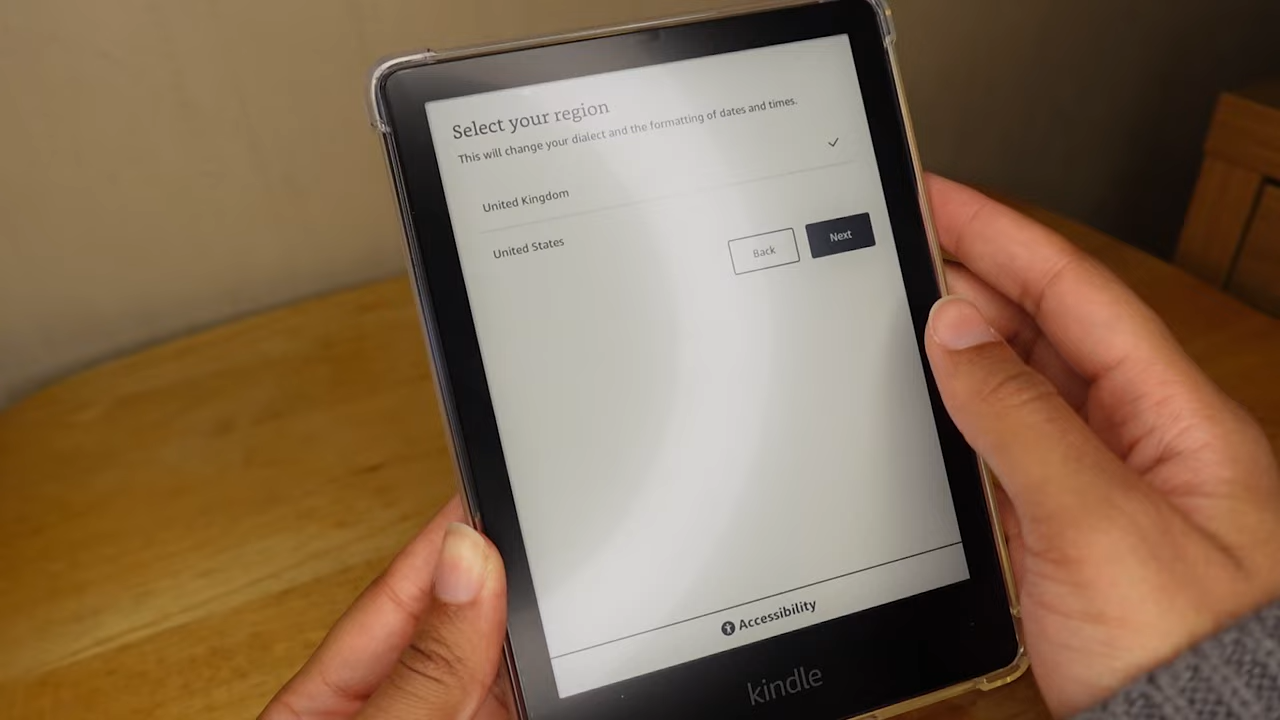 Select your region
This will change your dialect and the formatting of dates and times.
United Kingdom
United States
Back
Next
Accessibility
kindle